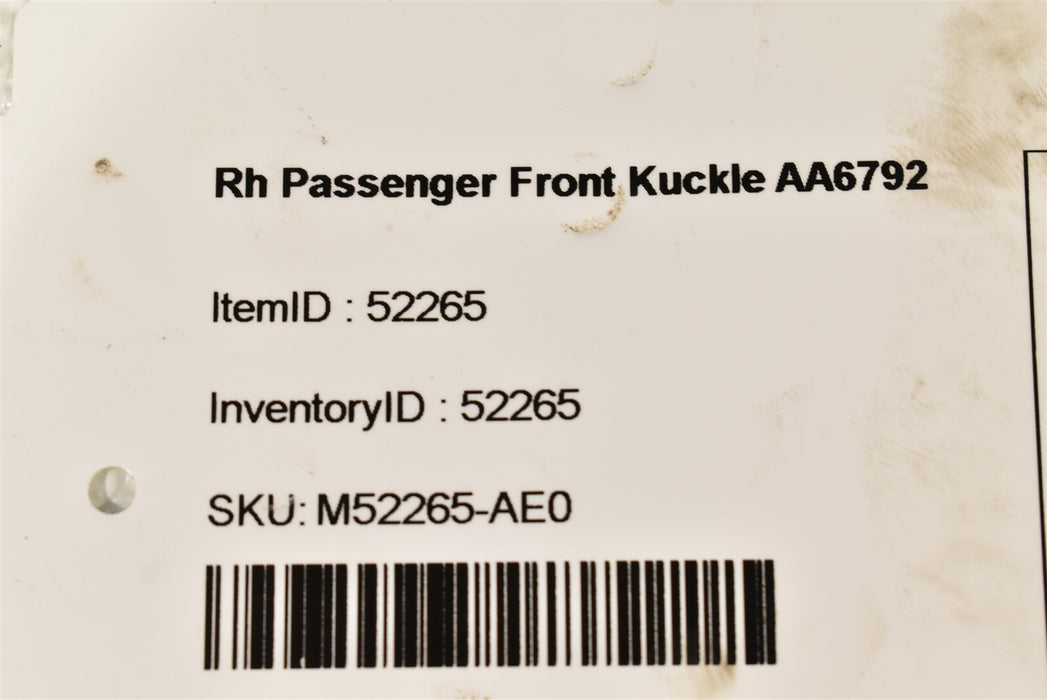 Rh Passenger Front Kuckle AA6792
ItemID : 52265
InventoryID : 52265
SKU: M52265-AE0